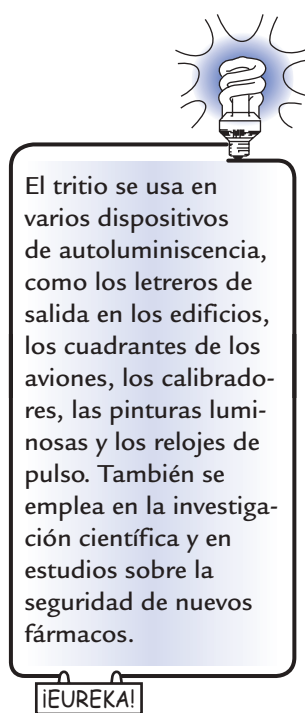 El tritio se usa en
varios dispositivos
de autoluminiscencia,
como los letreros de
salida en los edificios,
los cuadrantes de los
aviones, los calibrado-
res, las pinturas lumi-
nosas y los relojes de
pulso. También se
emplea en la investiga-
ción científica y en
estudios sobre la
seguridad de nuevos
fármacos.
¡EUREKA!